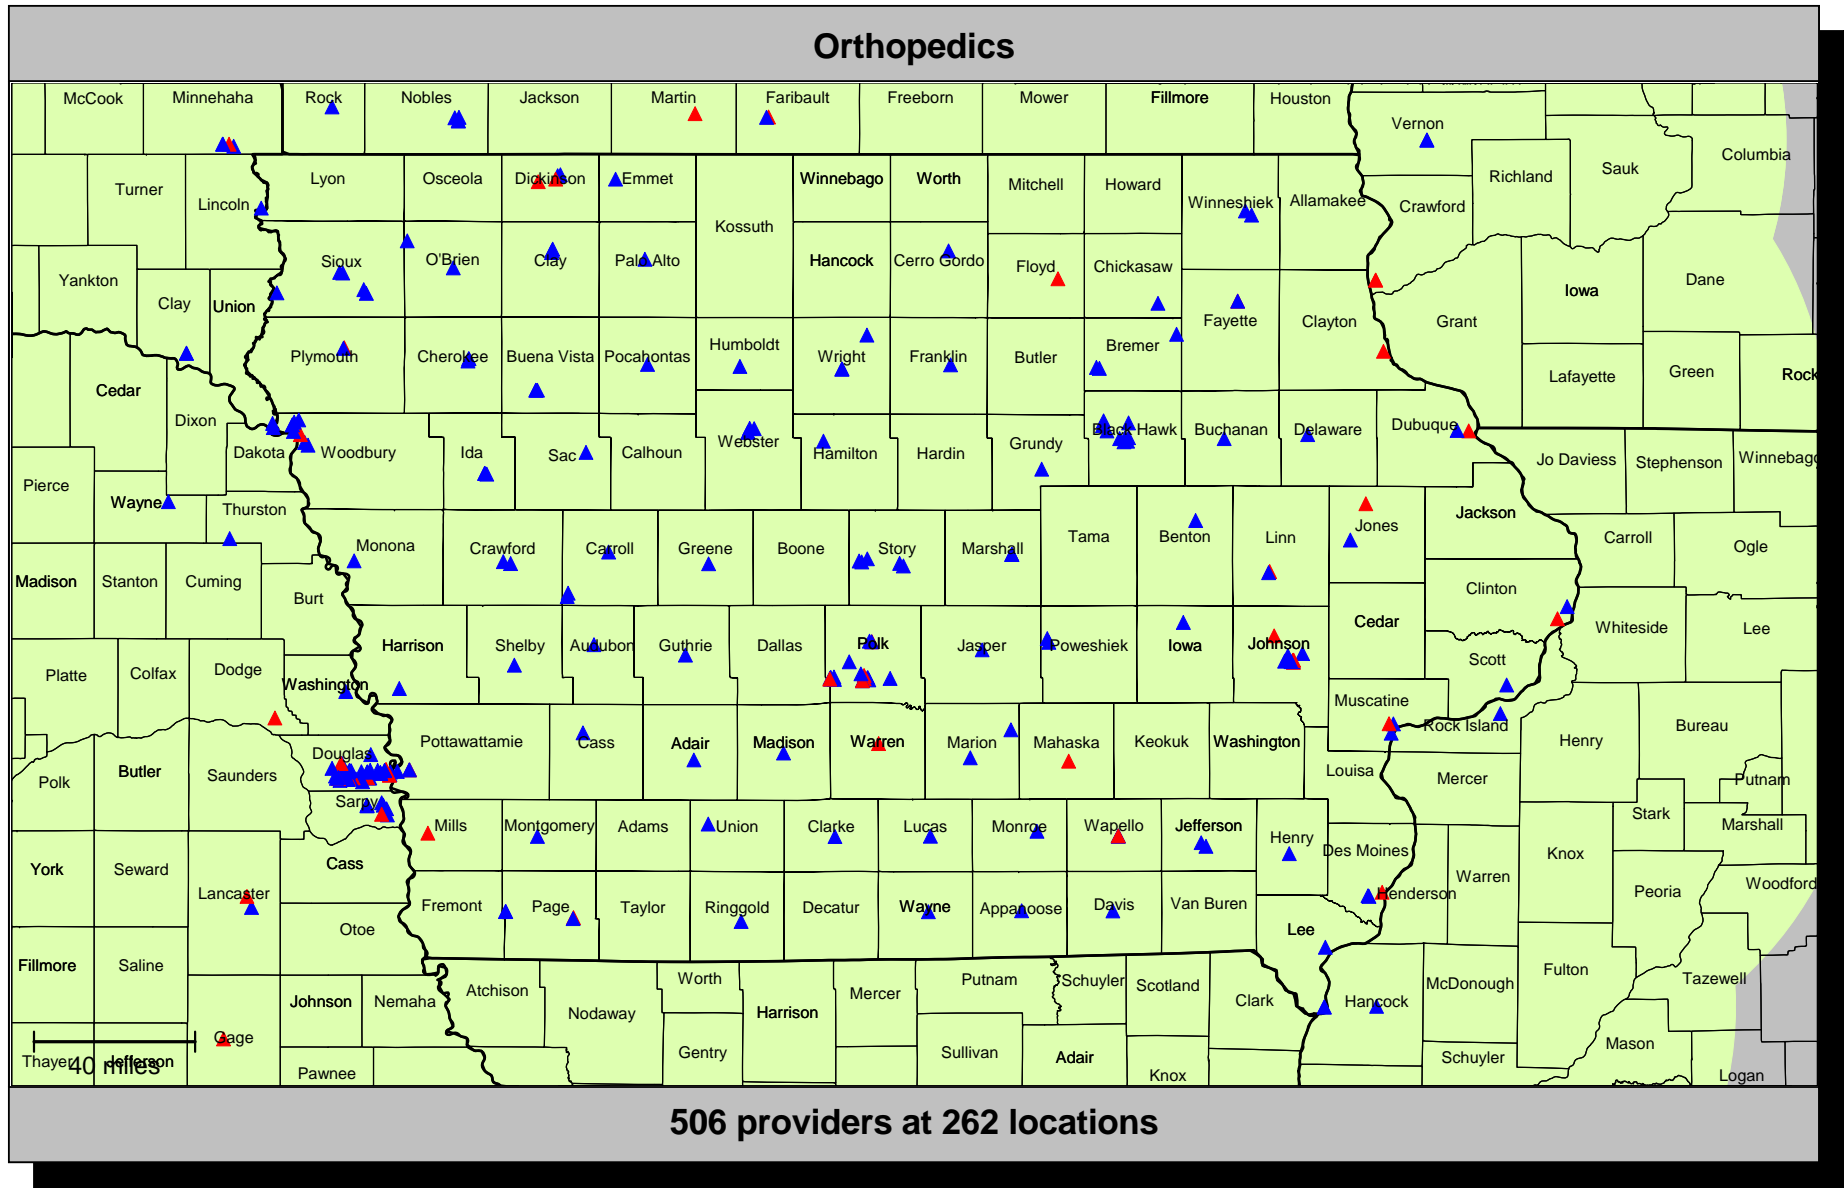 Orthopedics
McCook Minnehaha Rock Nobles Jackson Martin Faribault Freeborn Mower Fillmore Houston
Vernon
Columbia
Turner Lyon Osceola Dickinson Emmet Winnebago Worth Mitchell Howard Richland Sauk
Lincoln Winneshiek Allamakee Crawford
Kossuth
Yankton Sioux O'Brien Clay Palo Alto Hancock Cerro Gordo Floyd Chickasaw Dane
Clay Union Iowa
Fayette Clayton Grant
Plymouth Cherokee Buena Vista Pocahontas Humboldt Wright Franklin Butler Bremer
Cedar Lafayette Green Rock
Dixon Webster Black Hawk Buchanan Delaware Dubuque
Dakota Woodbury Ida Sac Calhoun Hamilton Hardin Grundy Jo Daviess Stephenson Winnebago
Pierce
Wayne Thurston Jackson
Monona Crawford Carroll Greene Boone Story Marshall Tama Benton Linn Jones Carroll Ogle
Madison Stanton Cuming Burt Clinton
Harrison Shelby Audubon Guthrie Dallas Polk Jasper Poweshiek Iowa Johnson Cedar Whiteside Lee
Platte Colfax Dodge Washington Scott
Muscatine Rock Island Bureau
Douglas Pottawattamie Cass Adair Madison Warren Marion Mahaska Keokuk Washington Henry
Polk Butler Saunders Louisa Mercer Putnam
Sarpy Mills Montgomery Adams Union Clarke Lucas Monroe Wapello Jefferson Henry Stark Marshall
York Seward Cass Des Moines Knox
Lancaster Fremont Page Taylor Ringgold Decatur Wayne Appanoose Davis Van Buren Henderson Warren Peoria Woodford
Otoe Lee
Fillmore Saline Atchison Worth Mercer Putnam Schuyler Scotland Clark Hancock McDonough Fulton Tazewell
Johnson Nemaha Nodaway Harrison
Gage Gentry Sullivan Adair Schuyler Mason
Thayer Jefferson
40 miles
Pawnee Knox Logan
506 providers at 262 locations